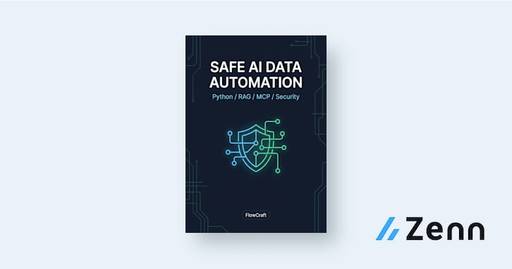 SAFE AI DATA
AUTOMATION
Python / RAG / MCP / Security
FlowCraft
Zenn